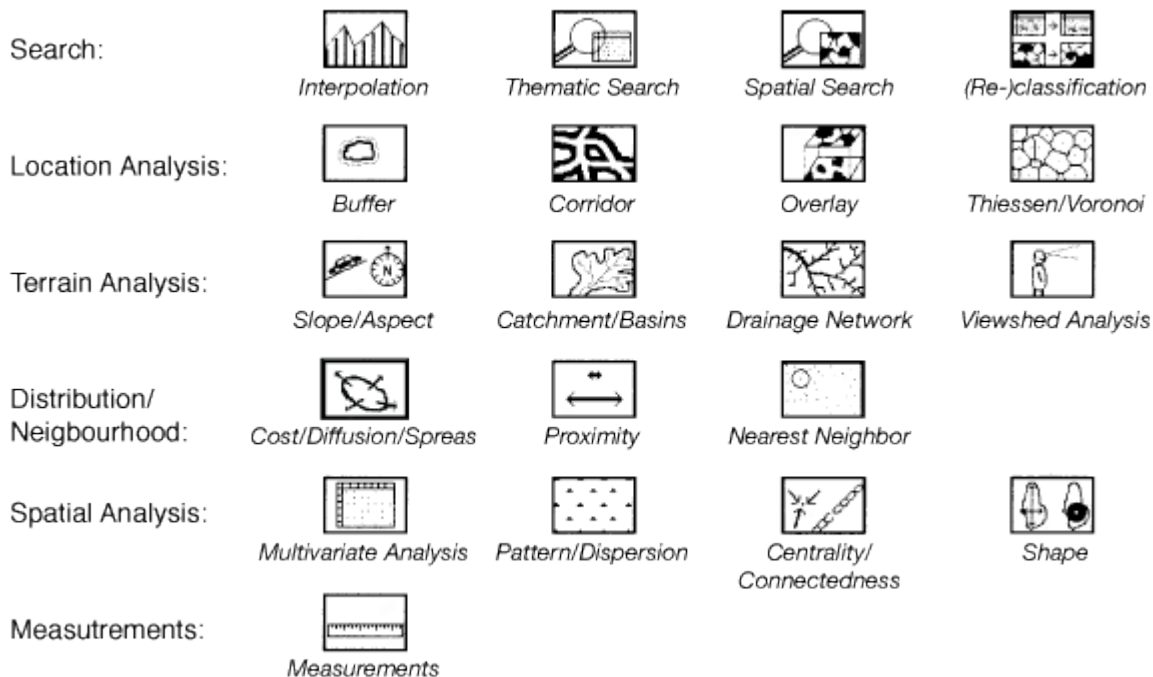 Search:
Interpolation
Thematic Search
Spatial Search
(Re-)classification
Location Analysis:
Buffer
Corridor
Overlay
Thiessen/Voronoi
Terrain Analysis:
N
Slope/Aspect
Catchment/Basins
Drainage Network
Viewshed Analysis
Distribution/
Neigbourhood:
Cost/Diffusion/Spreas
Proximity
Nearest Neighbor
Spatial Analysis:
Multivariate Analysis
Pattern/Dispersion
Centrality/
Connectedness
Shape
Measutrements:
Measurements